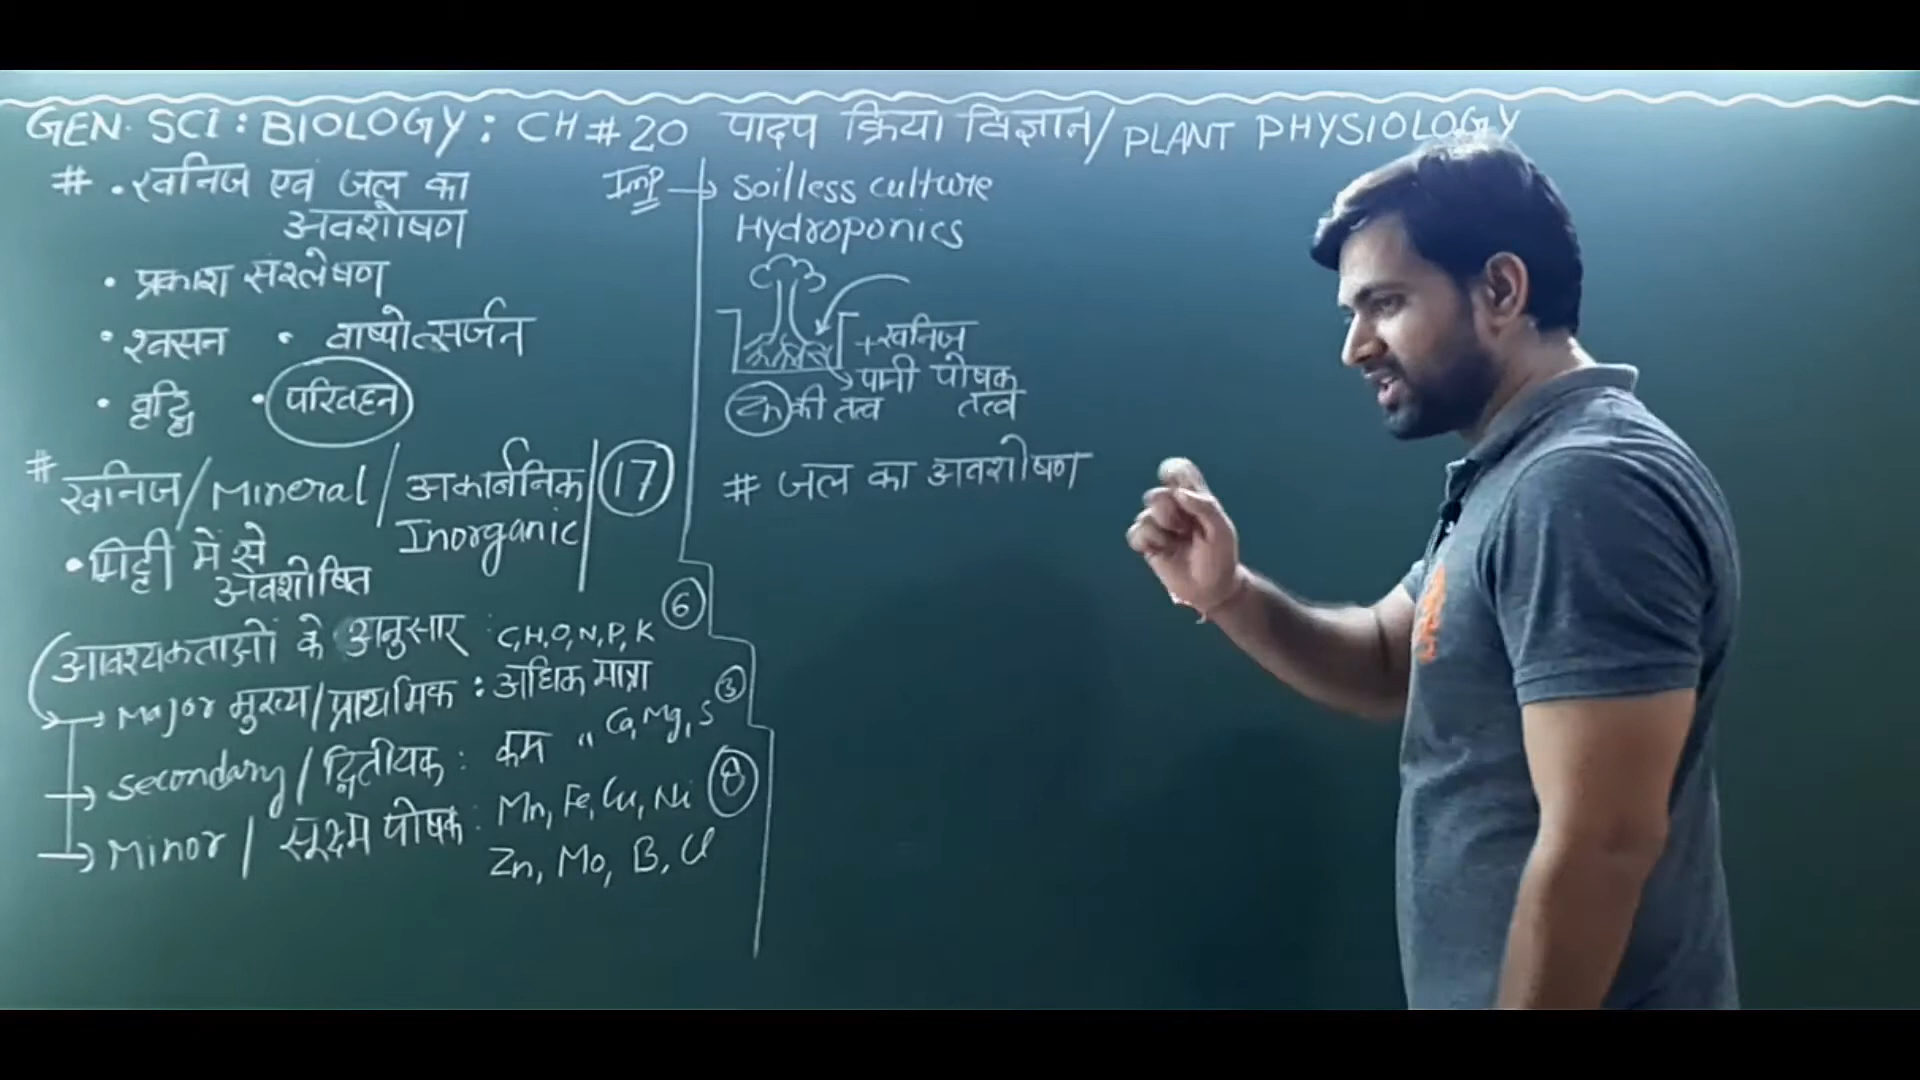 GEN. SCI : BIOLOGY : CH # 20 पादप क्रिया विज्ञान/PLANT PHYSIOLOGY
# . खनिज एवं जल का
अवशोषण
• प्रकाश संश्लेषण
• श्वसन • वाष्पोत्सर्जन
• वृद्धि • परिवहन
# खनिज/Mineral/अकार्बनिक 17
Inorganic
• मिट्टी में से
अवशोषित
आवश्यकताओं के अनुसार : C,H,O,N,P,K 6
→ Major मुख्य/प्राथमिक : अधिक मात्रा
→ Secondary/द्वितीयक : कम " Ca,Mg,S 3
→ Minor/सूक्ष्म पोषक : Mn, Fe, Cu, Ni 8
Zn, Mo, B, Cl
Imp → Soilless culture
Hydroponics
+ खनिज
→ पानी पोषक
Zn की तत्व तत्व
# जल का अवशोषण